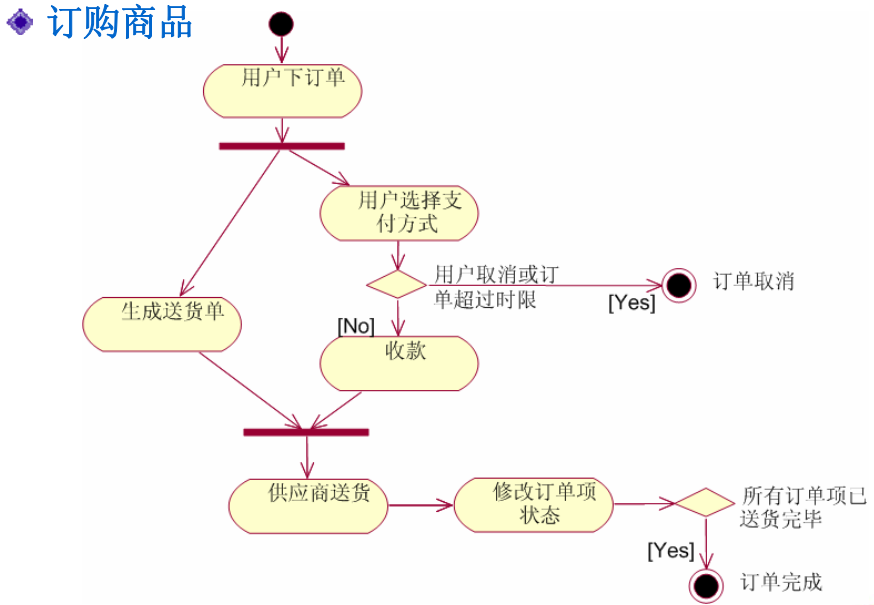 订购商品
用户下订单
用户选择支
付方式
用户取消或订
单超过时限
[Yes]
订单取消
生成送货单
[No]
收款
供应商送货
修改订单项
状态
所有订单项已
送货完毕
[Yes]
订单完成